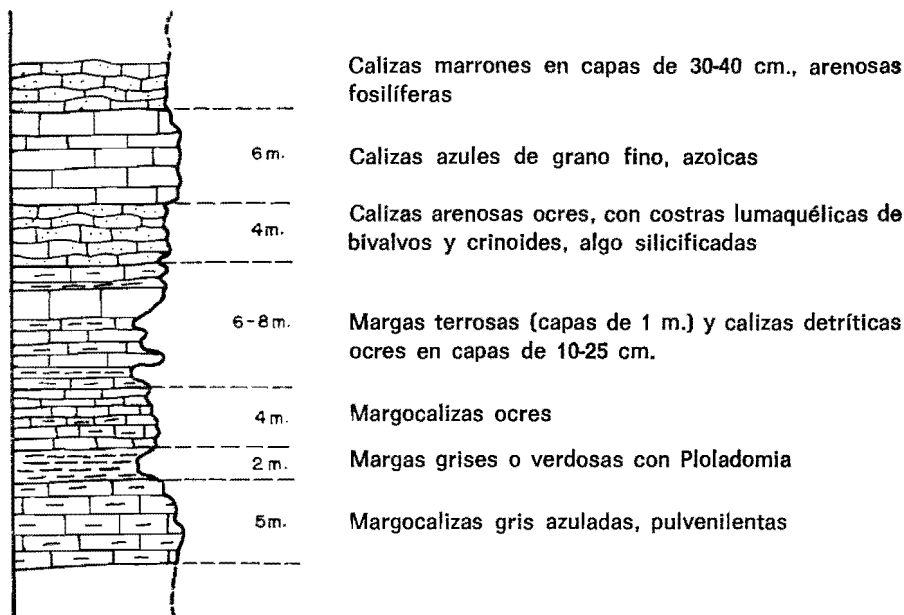 Calizas marrones en capas de 30-40 cm., arenosas
fosilíferas
6 m.
Calizas azules de grano fino, azoicas
4 m.
Calizas arenosas ocres, con costras lumaquélicas de
bivalvos y crinoides, algo silicificadas
6-8 m.
Margas terrosas (capas de 1 m.) y calizas detríticas
ocres en capas de 10-25 cm.
4 m.
Margocalizas ocres
2 m.
Margas grises o verdosas con Ploladomia
5 m.
Margocalizas gris azuladas, pulvenilentas